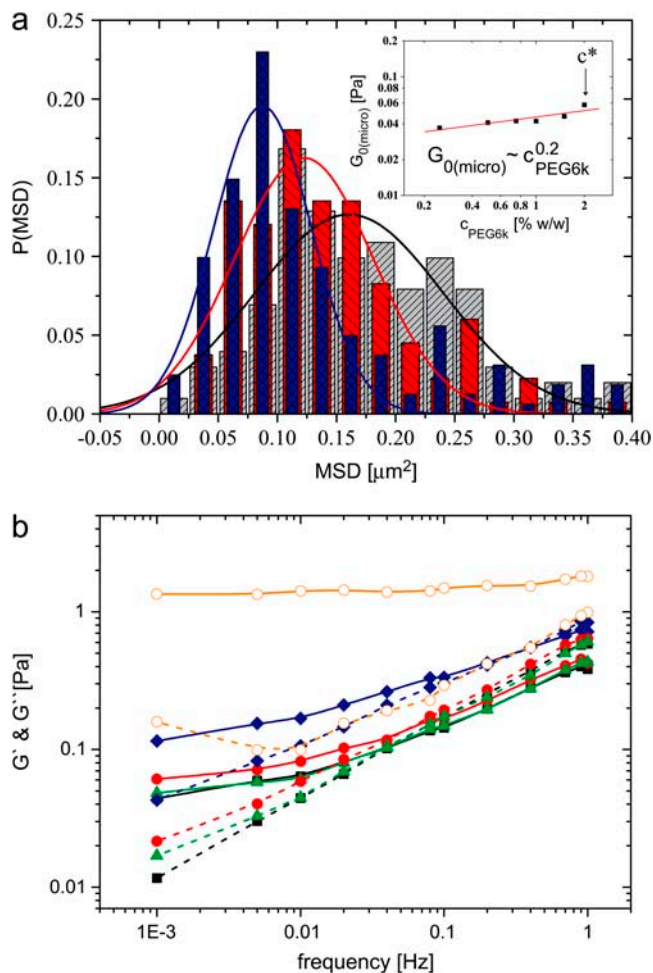 a
0.25
0.20
0.15
0.10
0.05
0.00
P(MSD)
-0.05 0.00 0.05 0.10 0.15 0.20 0.25 0.30 0.35 0.40
MSD [μm²]
0.2
0.1
0.08
0.06
0.04
0.02
0.01
G0(micro) [Pa]
c*
G0(micro)~ c0.2PEG6k
0.2 0.4 0.6 0.8 1 2
cPEG6k [% w/w]
b
1
0.1
0.01
G` & G`` [Pa]
1E-3 0.01 0.1 1
frequency [Hz]